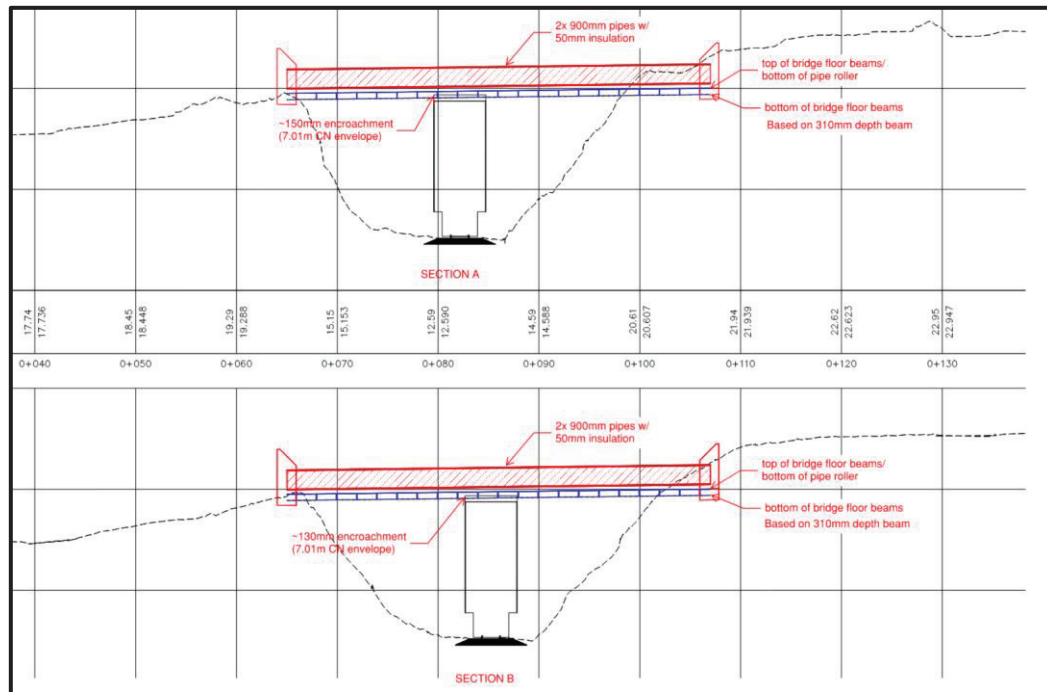 2x 900mm pipes w/
50mm insulation
top of bridge floor beams/
bottom of pipe roller
~150mm encroachment
(7.01m CN envelope)
bottom of bridge floor beams
Based on 310mm depth beam
SECTION A
17.74
17.736
18.45
18.448
19.29
19.288
15.15
15.153
12.59
12.590
14.59
14.588
20.61
20.607
21.94
21.939
22.62
22.623
22.95
22.947
0+040
0+050
0+060
0+070
0+080
0+090
0+100
0+110
0+120
0+130
2x 900mm pipes w/
50mm insulation
top of bridge floor beams/
bottom of pipe roller
bottom of bridge floor beams
Based on 310mm depth beam
~130mm encroachment
(7.01m CN envelope)
SECTION B